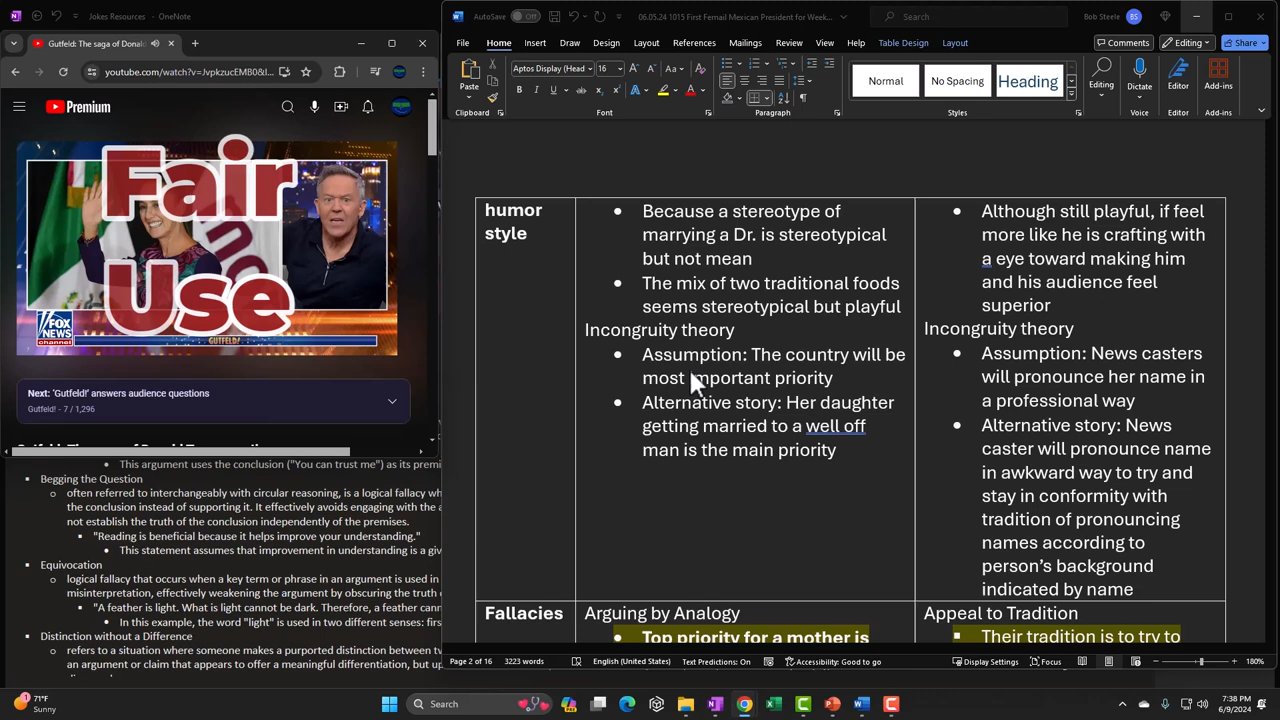 Jokes Resources - OneNote
AutoSave
Off
06.05.24 1015 First Femail Mexican President for Week...
Search
Bob Steele
BS
Gutfeld: The saga of Donal
File
Home
Insert
Draw
Design
Layout
References
Mailings
Review
View
Help
Table Design
Layout
Comments
Editing
Share
youtube.com/watch?v=JvpkzucEMB0&l...
Premium
Paste
Aptos Display (Head
16
Normal
No Spacing
Heading
Editing
Dictate
Editor
Add-ins
Clipboard
Font
Paragraph
Styles
Voice
Editor
Add-ins
Fair
Use
FOX
NEWS
channel
GUTFELD!
Next: 'Gutfeld!' answers audience questions
Gutfeld! - 7 / 1,296
This argument uses the conclusion ("You can trust me") as its premi
Begging the Question
often referred to interchangeably with circular reasoning, is a logical fallacy wh
the conclusion instead of supporting it. It effectively avoids engaging with the a
not establish the truth of the conclusion independently of the premises.
"Reading is beneficial because it helps improve your understanding."
This statement assumes that improvement in understanding is a giv
Equivocation
logical fallacy that occurs when a key term or phrase in an argument is used in
misinterpretation, effectively weakening the argument by obscuring the truth o
"A feather is light. What is light cannot be dark. Therefore, a feather canr
In this example, the word "light" is used in two different senses: first
Distinction without a Difference
refers to a situation where someone makes a purported distinction between tv
an argument or claim that appears to offer a meaningful differentiation, but up
humor
style
Because a stereotype of
marrying a Dr. is stereotypical
but not mean
The mix of two traditional foods
seems stereotypical but playful
Incongruity theory
Assumption: The country will be
most important priority
Alternative story: Her daughter
getting married to a well off
man is the main priority
Although still playful, if feel
more like he is crafting with
a eye toward making him
and his audience feel
superior
Incongruity theory
Assumption: News casters
will pronounce her name in
a professional way
Alternative story: News
caster will pronounce name
in awkward way to try and
stay in conformity with
tradition of pronouncing
names according to
person's background
indicated by name
Fallacies
Arguing by Analogy
Top priority for a mother is
Appeal to Tradition
Their tradition is to try to
Page 2 of 16
3223 words
English (United States)
Text Predictions: On
Accessibility: Good to go
Display Settings
Focus
180%
71°F
Sunny
Search
7:38 PM
6/9/2024